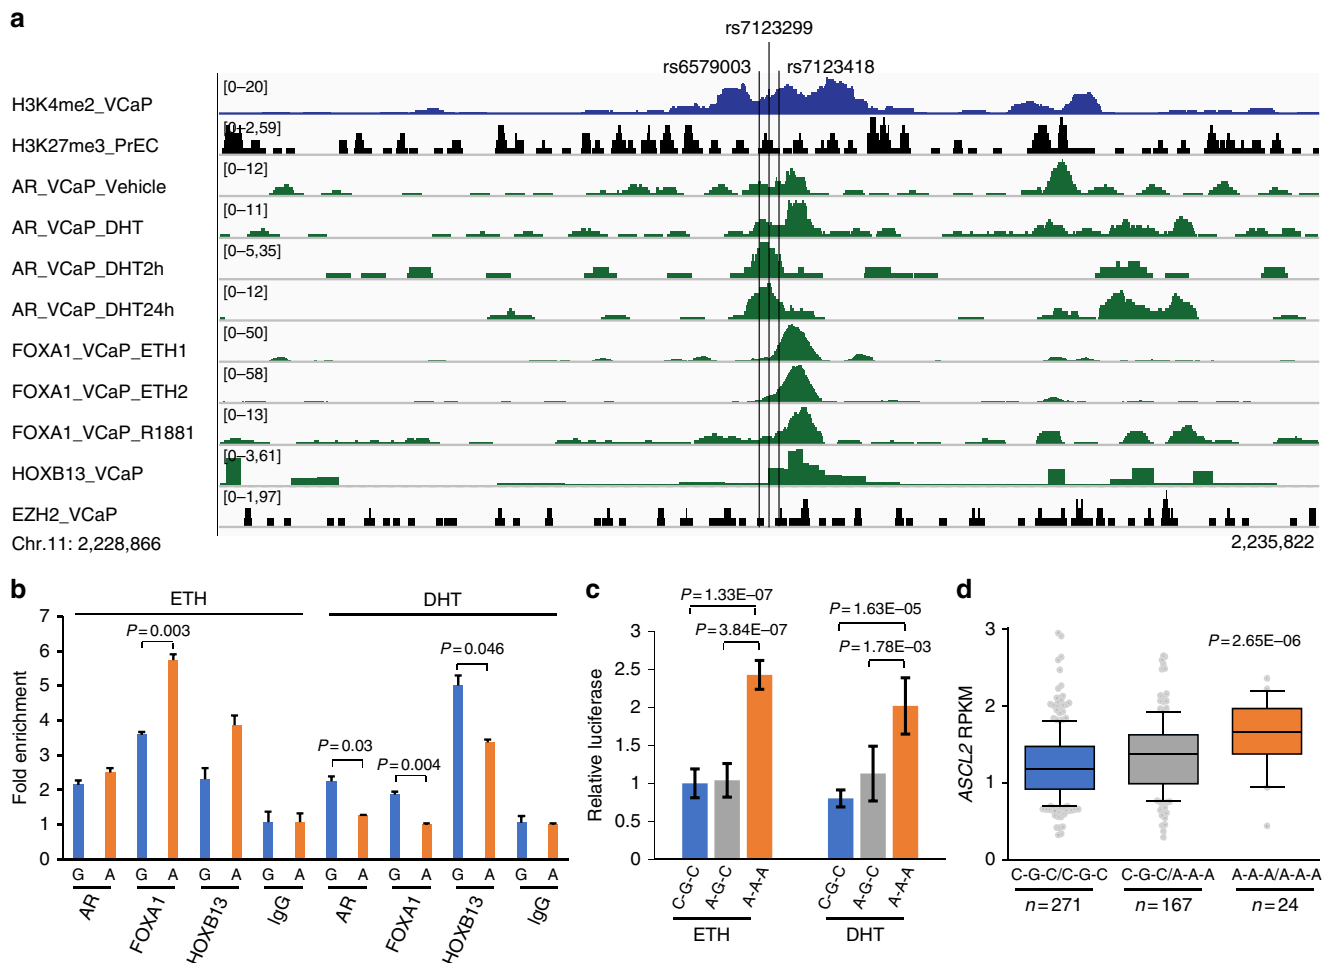 a
rs7123299
rs6579003
rs7123418
H3K4me2_VCaP
[0–20]
H3K27me3_PrEC
[0–2,59]
AR_VCaP_Vehicle
[0–12]
AR_VCaP_DHT
[0–11]
AR_VCaP_DHT2h
[0–5,35]
AR_VCaP_DHT24h
[0–12]
FOXA1_VCaP_ETH1
[0–50]
FOXA1_VCaP_ETH2
[0–58]
FOXA1_VCaP_R1881
[0–13]
HOXB13_VCaP
[0–3,61]
EZH2_VCaP
[0–1,97]
Chr.11: 2,228,866
2,235,822
b
ETH
DHT
Fold enrichment
7
6
5
4
3
2
1
0
P=0.003
P=0.03
P=0.004
P=0.046
G A G A G A G A G A G A G A G A
AR
FOXA1
HOXB13
IgG
AR
FOXA1
HOXB13
IgG
c
P=1.33E–07
P=3.84E–07
P=1.63E–05
P=1.78E–03
Relative luciferase
3
2.5
2
1.5
1
0.5
0
C-G-C
A-G-C
A-A-A
C-G-C
A-G-C
A-A-A
ETH
DHT
d
P=2.65E–06
ASCL2 RPKM
3
2
1
0
C-G-C/C-G-C
C-G-C/A-A-A
A-A-A/A-A-A
n=271
n=167
n=24